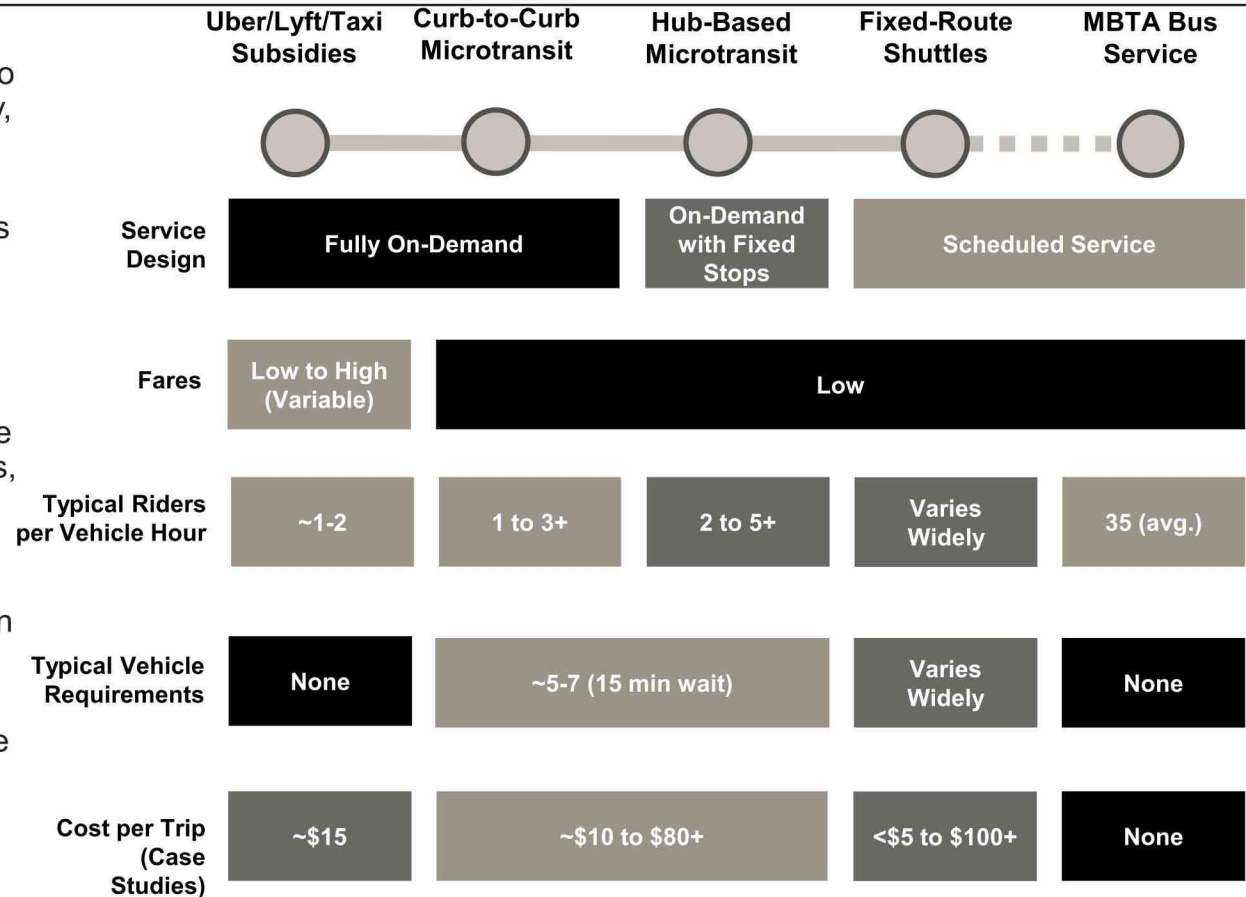 Uber/Lyft/Taxi
Subsidies
Curb-to-Curb
Microtransit
Hub-Based
Microtransit
Fixed-Route
Shuttles
MBTA Bus
Service
Service
Design
Fully On-Demand
On-Demand
with Fixed
Stops
Scheduled Service
Fares
Low to High
(Variable)
Low
Typical Riders
per Vehicle Hour
~1-2
1 to 3+
2 to 5+
Varies
Widely
35 (avg.)
Typical Vehicle
Requirements
None
~5-7 (15 min wait)
Varies
Widely
None
Cost per Trip
(Case
Studies)
~$15
~$10 to $80+
<$5 to $100+
None